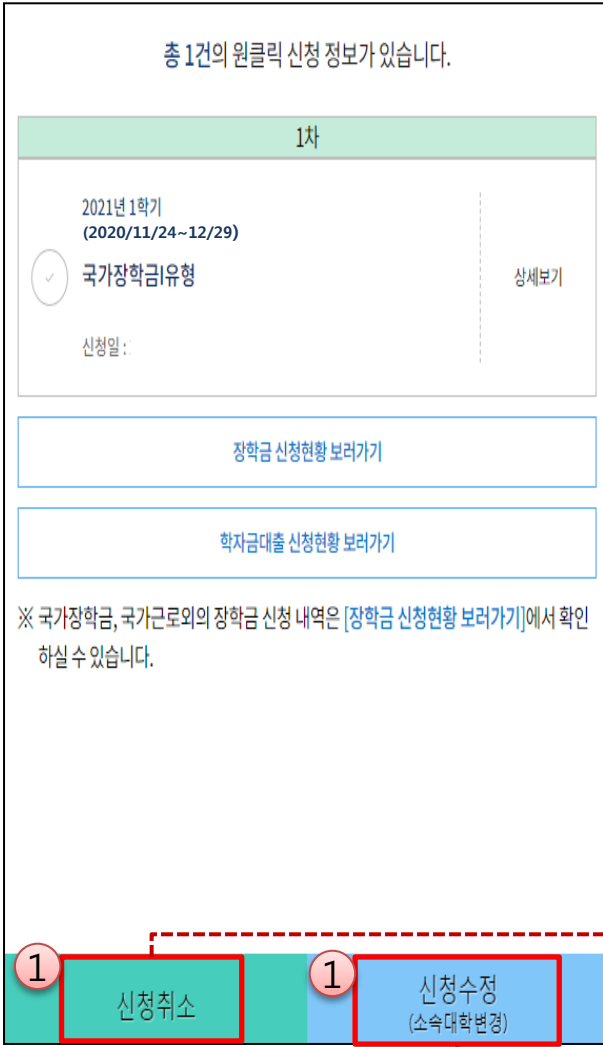 총 1건의 원클릭 신청 정보가 있습니다.
1차
2021년 1학기
(2020/11/24~12/29)
국가장학금I유형
상세보기
신청일 :
장학금 신청현황 보러가기
학자금대출 신청현황 보러가기
※ 국가장학금, 국가근로외의 장학금 신청 내역은 [장학금 신청현황 보러가기]에서 확인
하실 수 있습니다.
1
신청취소
1
신청수정
(소속대학변경)